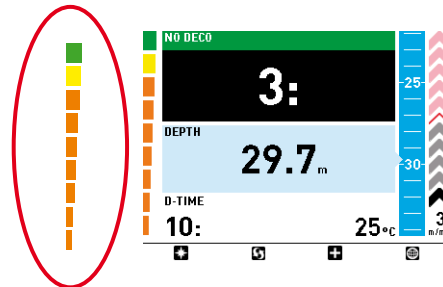 NO DECO
3:
DEPTH
29.7 m
D-TIME
10:
25°C
25
30
3
m/m